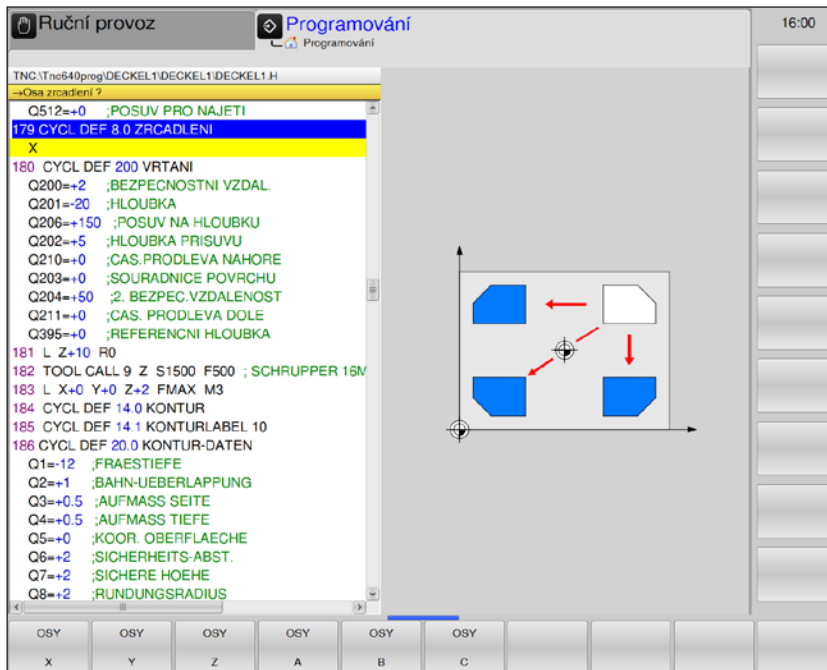 Ruční provoz
Programování
Programování
16:00
TNC:\Tnc640prog\DECKEL1\DECKEL1\DECKEL1.H
→Osa zrcadlení ?
Q512=+0 ;POSUV PRO NAJETI
179 CYCL DEF 8.0 ZRCADLENI
X
180 CYCL DEF 200 VRTANI
Q200=+2 ;BEZPECNOSTNI VZDAL.
Q201=-20 ;HLOUBKA
Q206=+150 ;POSUV NA HLOUBKU
Q202=+5 ;HLOUBKA PRISUVU
Q210=+0 ;CAS.PRODLEVA NAHORE
Q203=+0 ;SOURADNICE POVRCHU
Q204=+50 ;2. BEZPEC.VZDALENOST
Q211=+0 ;CAS. PRODLEVA DOLE
Q395=+0 ;REFERENCNI HLOUBKA
181 L Z+10 R0
182 TOOL CALL 9 Z S1500 F500 ; SCHRUPPER 16M
183 L X+0 Y+0 Z+2 FMAX M3
184 CYCL DEF 14.0 KONTUR
185 CYCL DEF 14.1 KONTURLABEL 10
186 CYCL DEF 20.0 KONTUR-DATEN
Q1=-12 ;FRAESTIEFE
Q2=+1 ;BAHN-UEBERLAPPUNG
Q3=+0.5 ;AUFMASS SEITE
Q4=+0.5 ;AUFMASS TIEFE
Q5=+0 ;KOOR. OBERFLAECHE
Q6=+2 ;SICHERHEITS-ABST.
Q7=+2 ;SICHERE HOEHE
Q8=+2 ;RUNDUNGSRADIUS
OSY OSY OSY OSY OSY OSY
X Y Z A B C